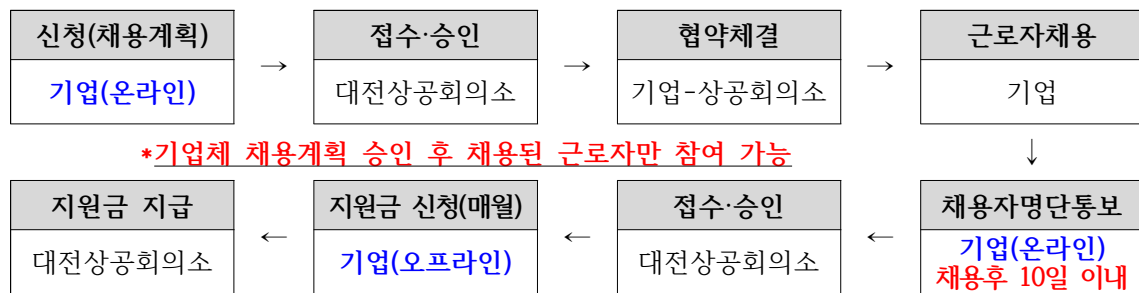 신청(채용계획)
기업(온라인)
→
접수·승인
대전상공회의소
→
협약체결
기업-상공회의소
→
근로자채용
기업
*기업체 채용계획 승인 후 채용된 근로자만 참여 가능
↓
채용자명단통보
기업(온라인)
채용후 10일 이내
←
접수·승인
대전상공회의소
←
지원금 신청(매월)
기업(오프라인)
←
지원금 지급
대전상공회의소